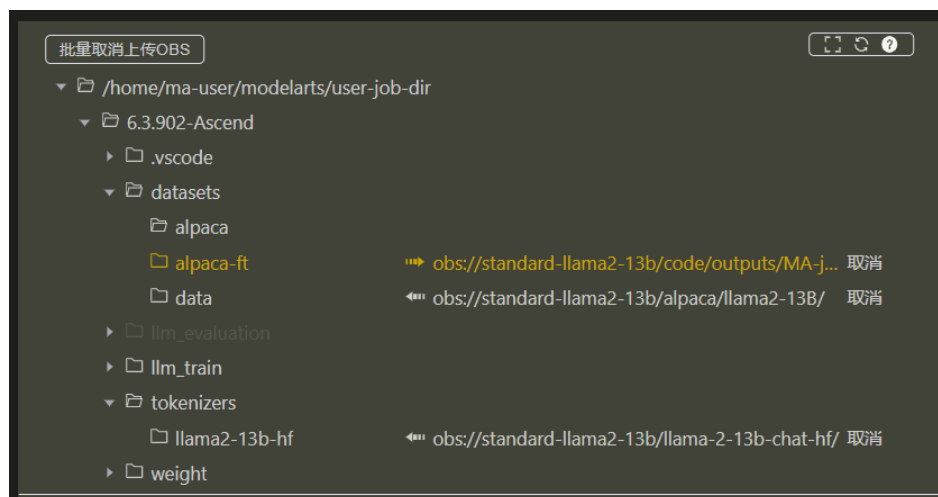 批量取消上传OBS
/home/ma-user/modelarts/user-job-dir
6.3.902-Ascend
.vscode
datasets
alpaca
alpaca-ft obs://standard-llama2-13b/code/outputs/MA-j... 取消
data obs://standard-llama2-13b/alpaca/llama2-13B/ 取消
llm_evaluation
llm_train
tokenizers
llama2-13b-hf obs://standard-llama2-13b/llama-2-13b-chat-hf/ 取消
weight